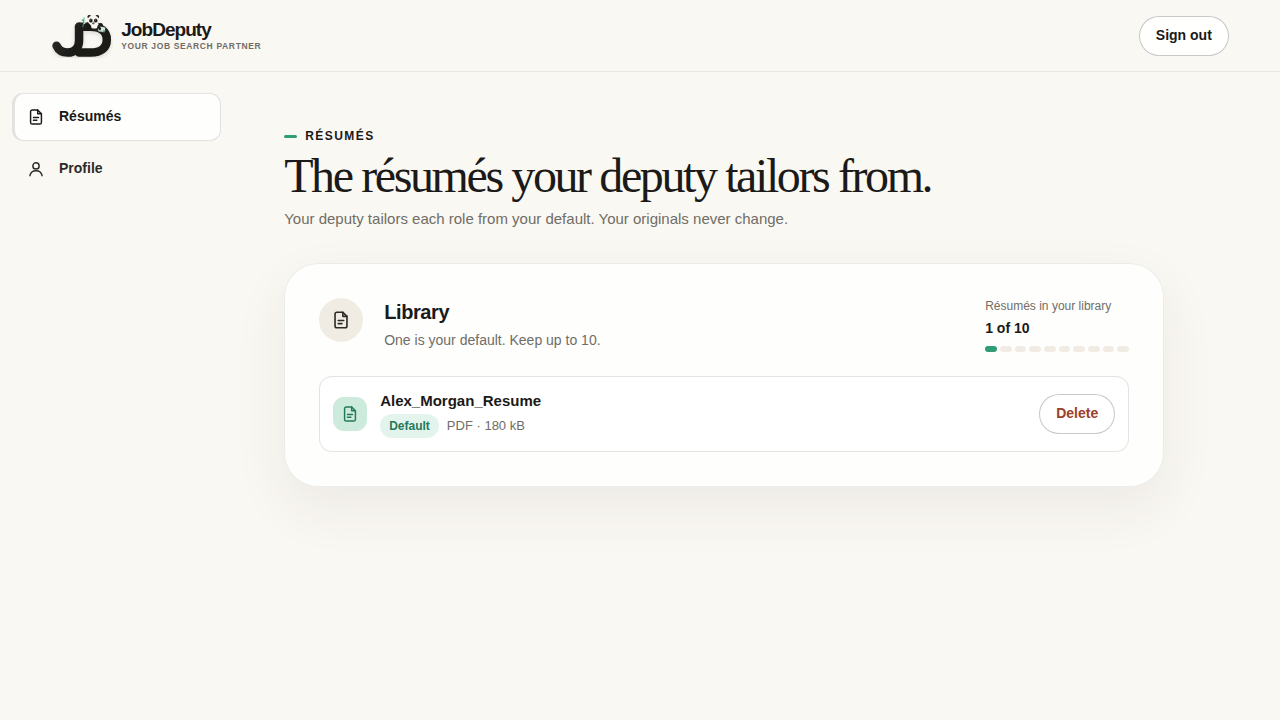 JobDeputy
YOUR JOB SEARCH PARTNER
Sign out
Résumés
Profile
RÉSUMÉS
The résumés your deputy tailors from.
Your deputy tailors each role from your default. Your originals never change.
Library
One is your default. Keep up to 10.
Résumés in your library
1 of 10
Alex_Morgan_Resume
Default PDF · 180 kB
Delete